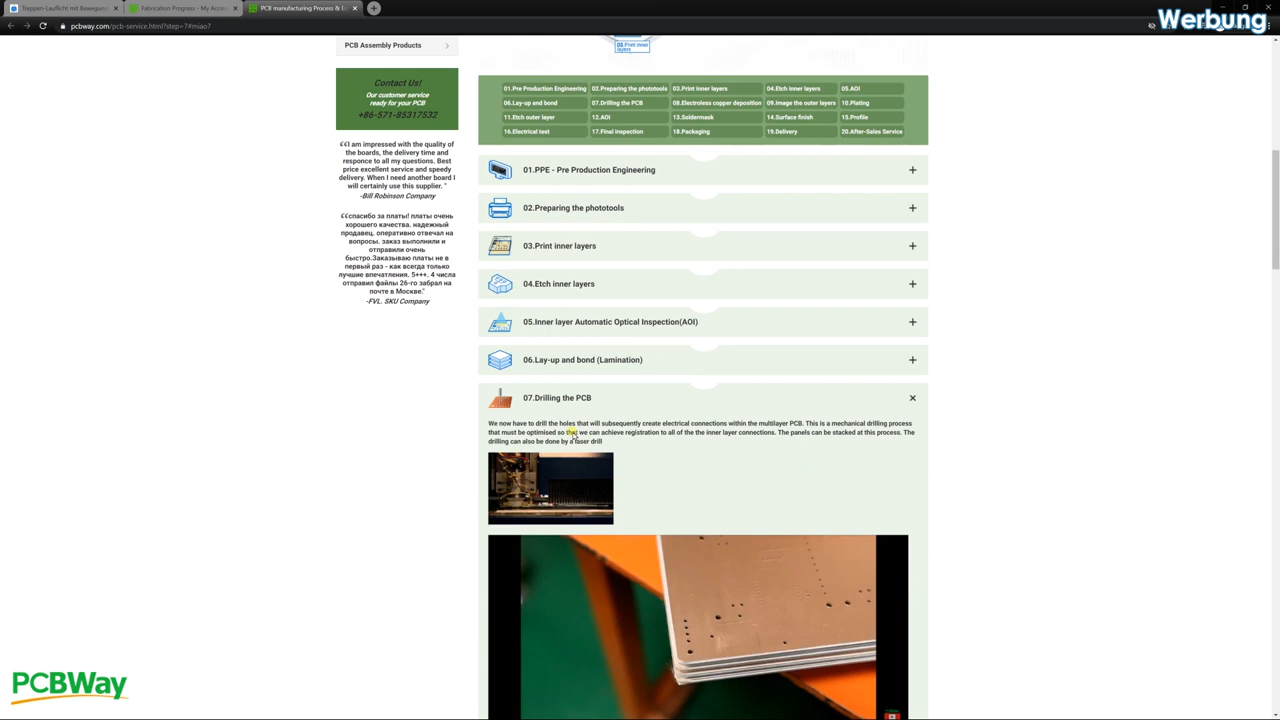 Treppen-Lauflicht mit Bewegun
Fabrication Progress - My Accou
PCB manufacturing Process & E
pcbway.com/pcb-service.html?step=7#miao7
Werbung
PCB Assembly Products
03.Print inner
layers
Contact Us!
Our customer service
ready for your PCB
+86-571-85317532
“I am impressed with the quality of
the boards, the delivery time and
responce to all my questions. Best
price excellent service and speedy
delivery. When I need another board I
will certainly use this supplier. "
-Bill Robinson Company
“спасибо за платы! платы очень
хорошего качества. надежный
продавец. оперативно отвечал на
вопросы. заказ выполнили и
отправили очень
быстро.Заказываю платы не в
первый раз - как всегда только
лучшие впечатления. 5+++. 4 числа
отправил файлы 26-го забрал на
почте в Москве."
-FVL. SKU Company
01.Pre Production Engineering 02.Preparing the phototools 03.Print inner layers 04.Etch inner layers 05.AOI
06.Lay-up and bond 07.Drilling the PCB 08.Electroless copper deposition 09.Image the outer layers 10.Plating
11.Etch outer layer 12.AOI 13.Soldermask 14.Surface finish 15.Profile
16.Electrical test 17.Final inspection 18.Packaging 19.Delivery 20.After-Sales Service
01.PPE - Pre Production Engineering
02.Preparing the phototools
03.Print inner layers
04.Etch inner layers
05.Inner layer Automatic Optical Inspection(AOI)
06.Lay-up and bond (Lamination)
07.Drilling the PCB
We now have to drill the holes that will subsequently create electrical connections within the multilayer PCB. This is a mechanical drilling process
that must be optimised so that we can achieve registration to all of the the inner layer connections. The panels can be stacked at this process. The
drilling can also be done by a laser drill
PCBWay